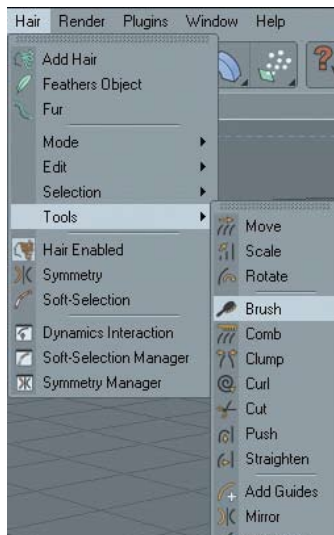 Hair Render Plugins Window Help
Add Hair
Feathers Object
Fur
Mode
Edit
Selection
Tools
Hair Enabled
Symmetry
Soft-Selection
Dynamics Interaction
Soft-Selection Manager
Symmetry Manager
Move
Scale
Rotate
Brush
Comb
Clump
Curl
Cut
Push
Straighten
Add Guides
Mirror